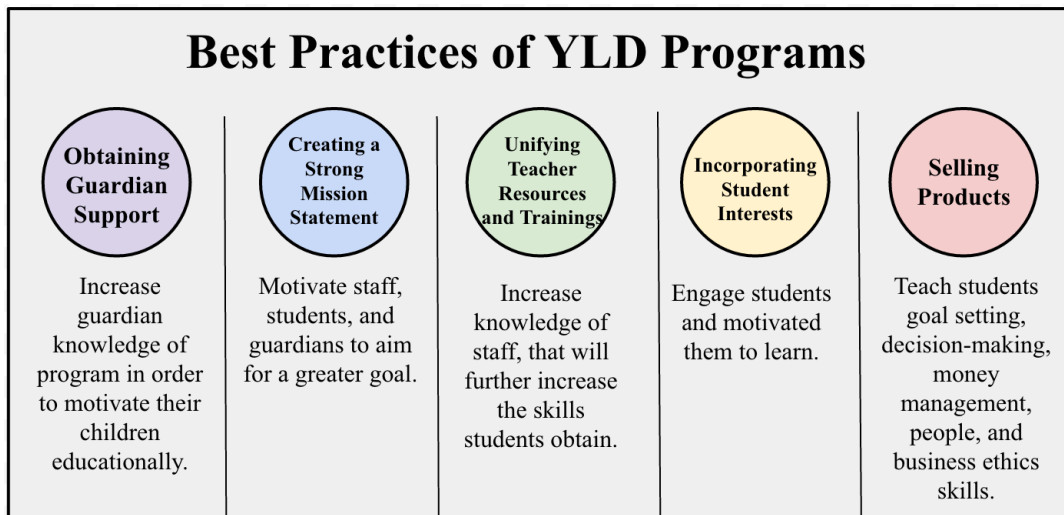 Best Practices of YLD Programs
Obtaining
Guardian
Support
Increase
guardian
knowledge of
program in order
to motivate their
children
educationally.
Creating a
Strong
Mission
Statement
Motivate staff,
students, and
guardians to aim
for a greater goal.
Unifying
Teacher
Resources
and Trainings
Increase
knowledge of
staff, that will
further increase
the skills
students obtain.
Incorporating
Student
Interests
Engage students
and motivated
them to learn.
Selling
Products
Teach students
goal setting,
decision-making,
money
management,
people, and
business ethics
skills.